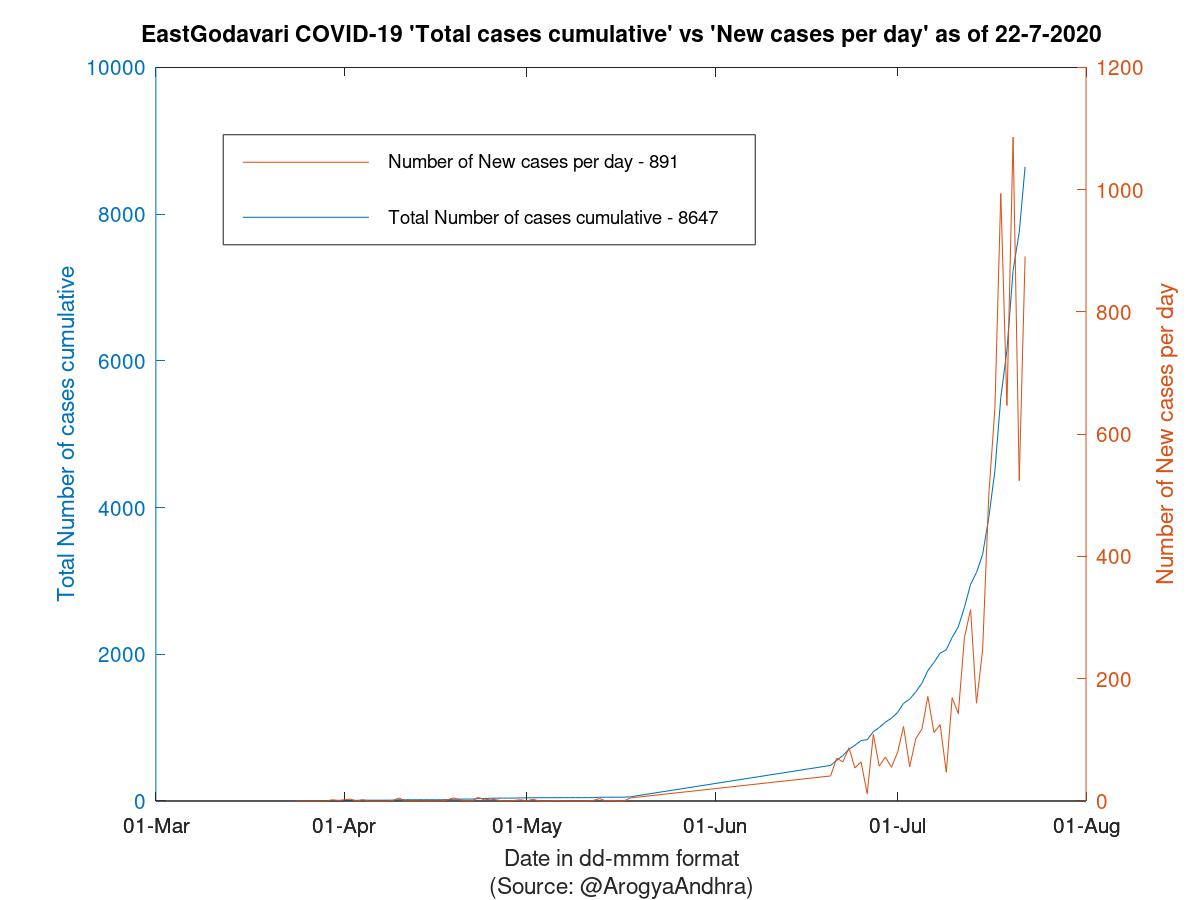 EastGodavari COVID-19 'Total cases cumulative' vs 'New cases per day' as of 22-7-2020
10000
8000
6000
4000
2000
0
Total Number of cases cumulative
Number of New cases per day - 891
Total Number of cases cumulative - 8647
1200
1000
800
600
400
200
0
Number of New cases per day
01-Mar 01-Apr 01-May 01-Jun 01-Jul 01-Aug
Date in dd-mmm format
(Source: @ArogyaAndhra)